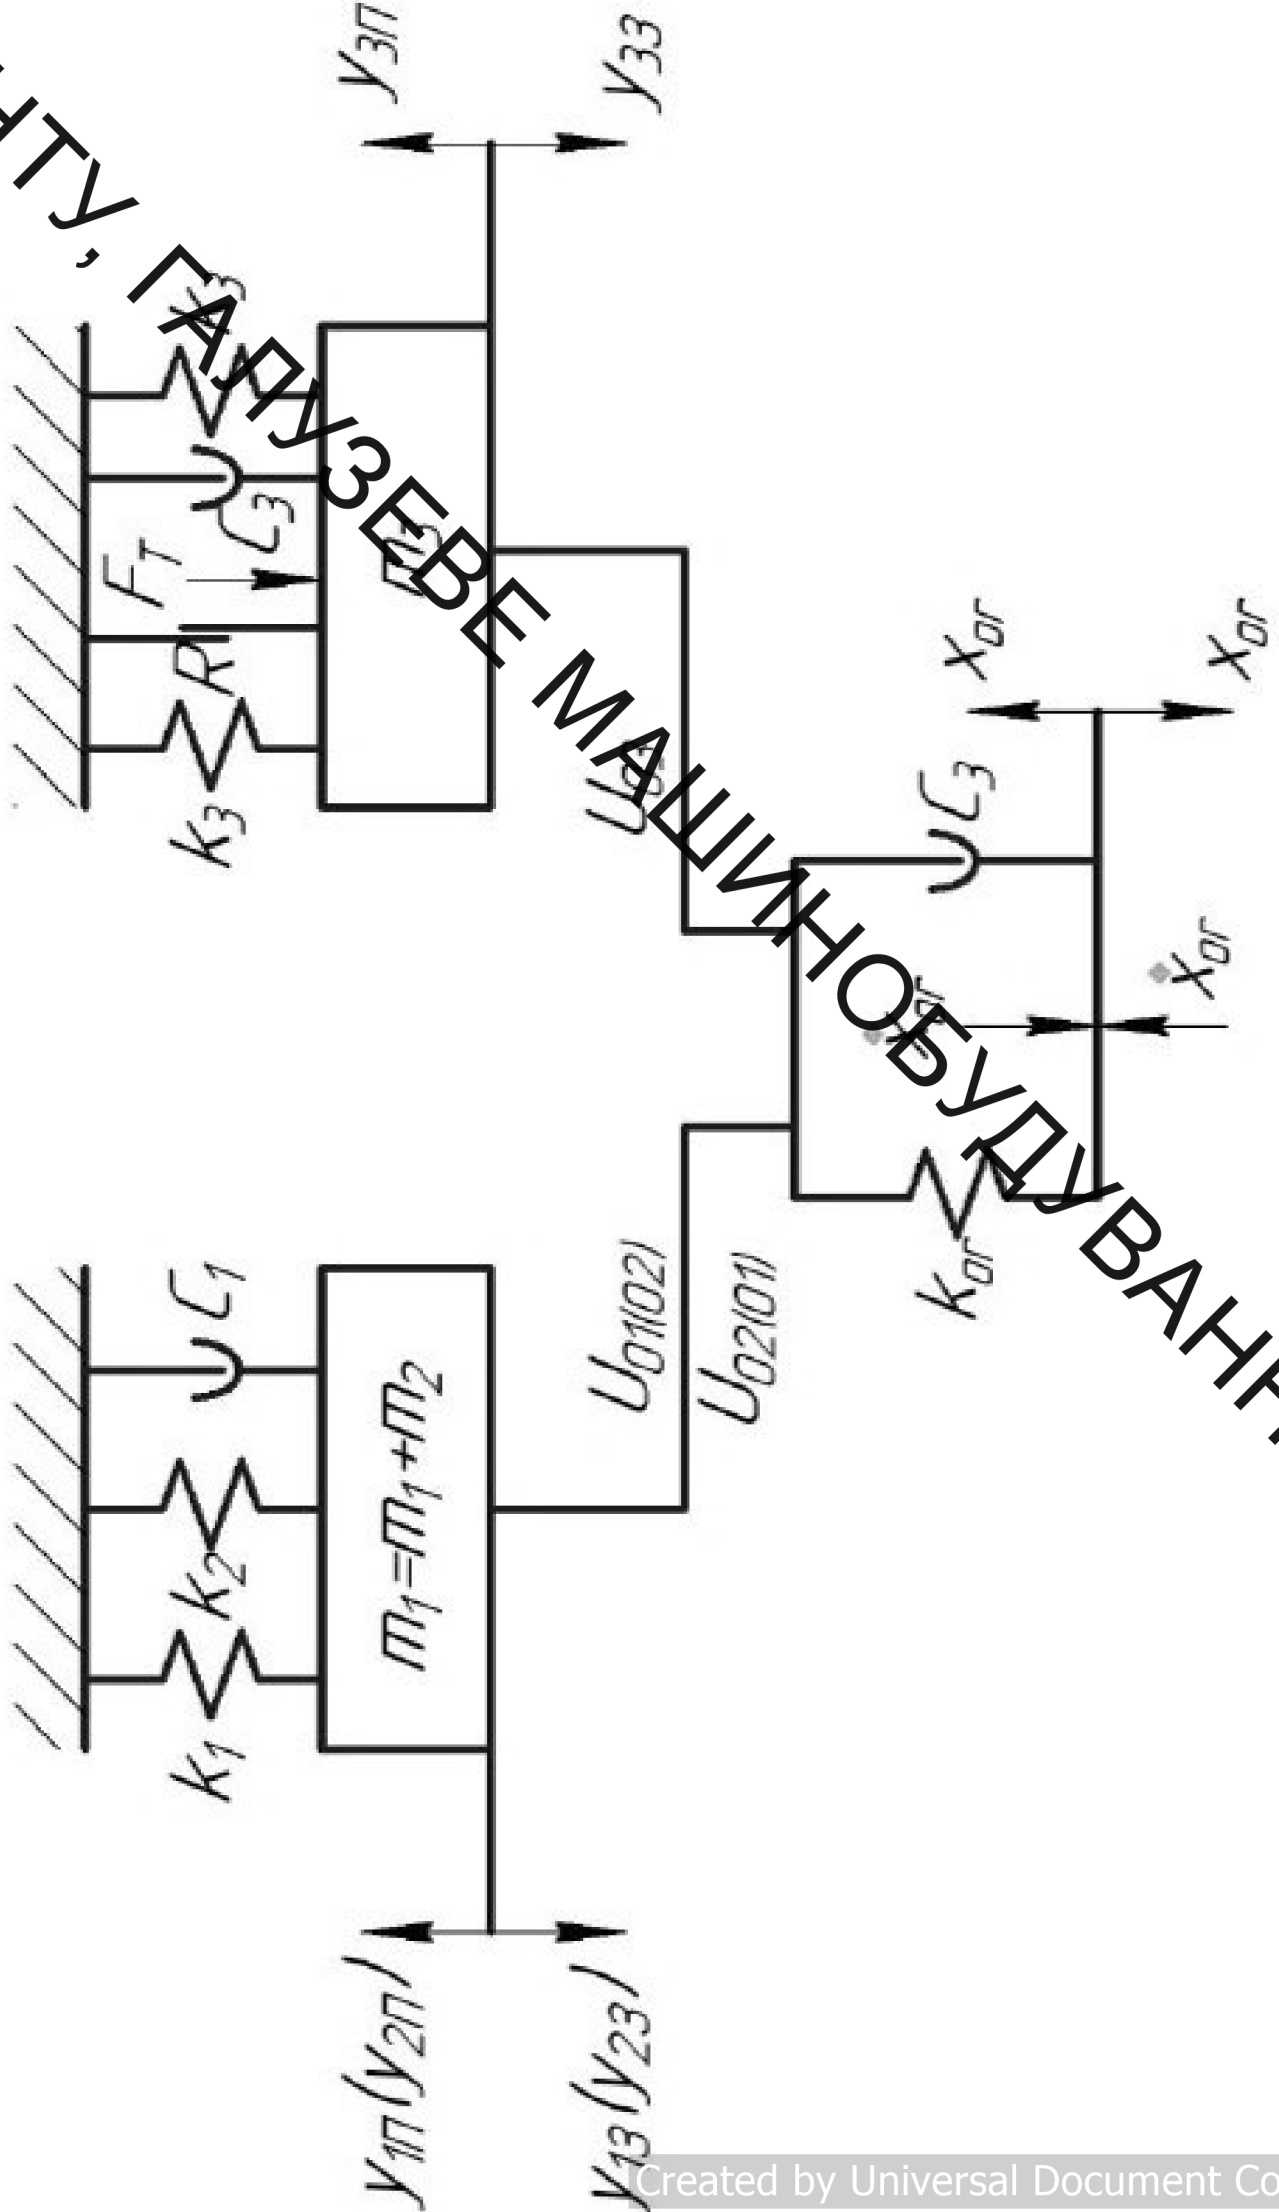 y3П
y33
k3
C3
FT
R
k3
m3
xог
xог
C3
xог
xог
kог
U01(02)
U02(01)
C1
k2
k1
m1=m1+m2
y1П(y2П)
y13(y23)
НТУ, ГАЛУЗЕВЕ МАШИНОБУДУВАНН
Created by Universal Document Co